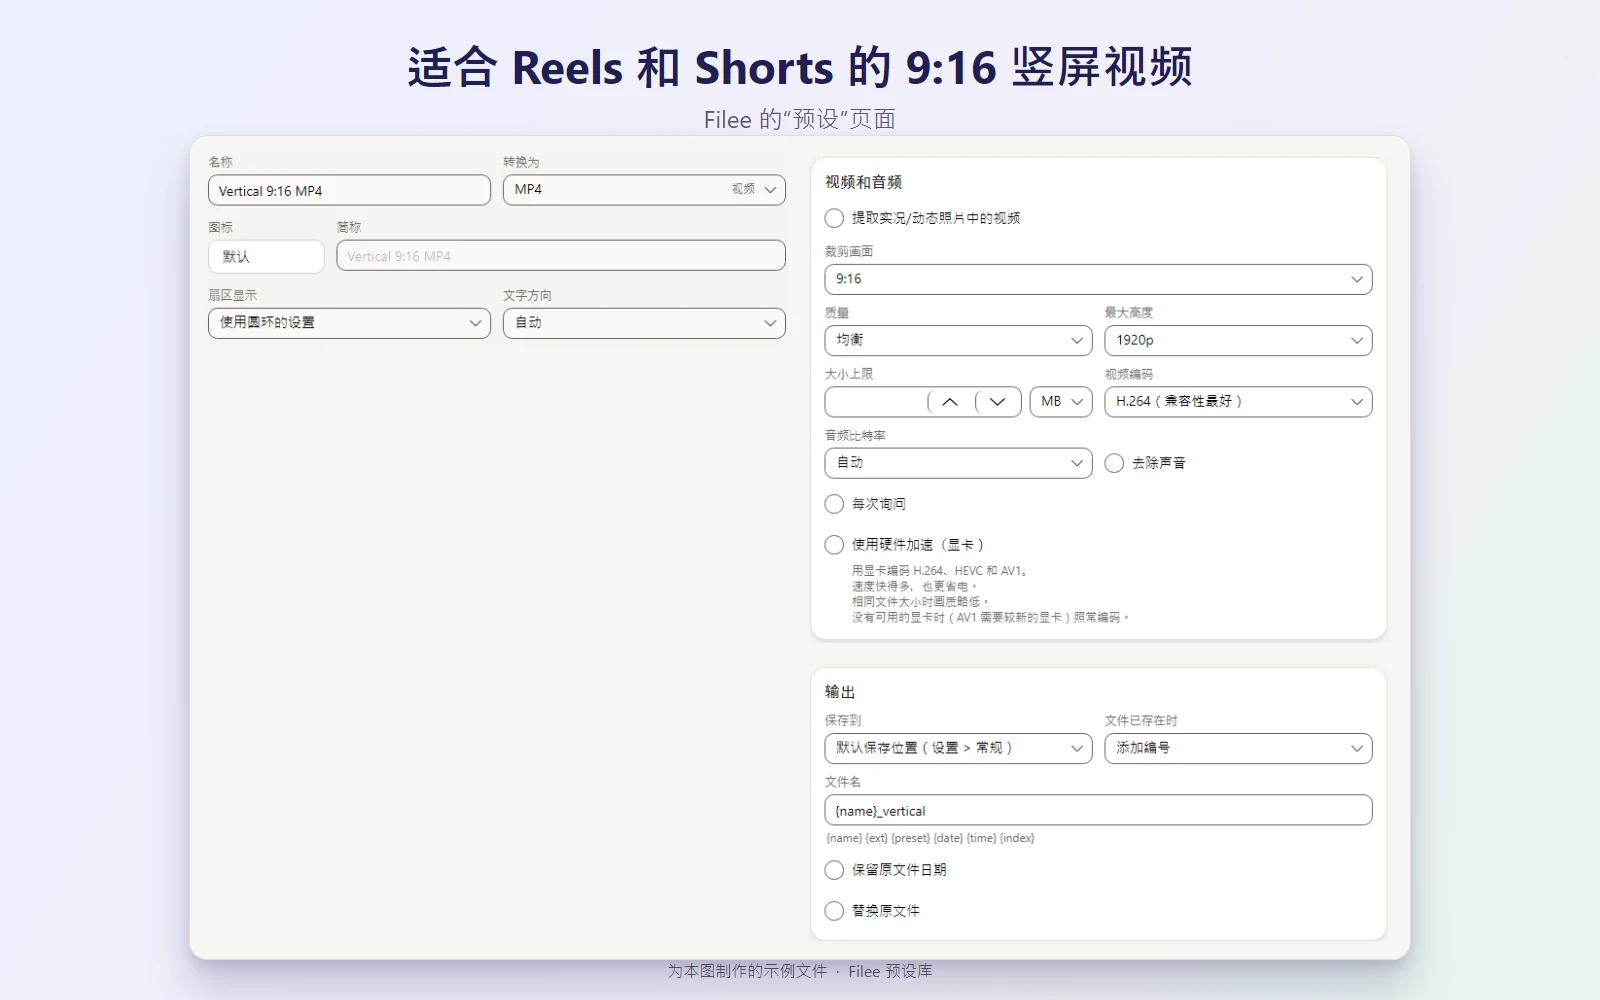 适合 Reels 和 Shorts 的 9:16 竖屏视频
Filee 的“预设”页面
名称
转换为
Vertical 9:16 MP4
MP4
视频
图标
简称
默认
Vertical 9:16 MP4
扇区显示
文字方向
使用圆环的设置
自动
视频和音频
提取实况/动态照片中的视频
裁剪画面
9:16
质量
最大高度
均衡
1920p
大小上限
视频编码
MB
H.264（兼容性最好）
音频比特率
自动
去除声音
每次询问
使用硬件加速（显卡）
用显卡编码 H.264、HEVC 和 AV1。
速度快得多，也更省电。
相同文件大小时画质略低。
没有可用的显卡时（AV1 需要较新的显卡）照常编码。
输出
保存到
文件已存在时
默认保存位置（设置 > 常规）
添加编号
文件名
{name}_vertical
{name} {ext} {preset} {date} {time} {index}
保留原文件日期
替换原文件
为本图制作的示例文件 · Filee 预设库